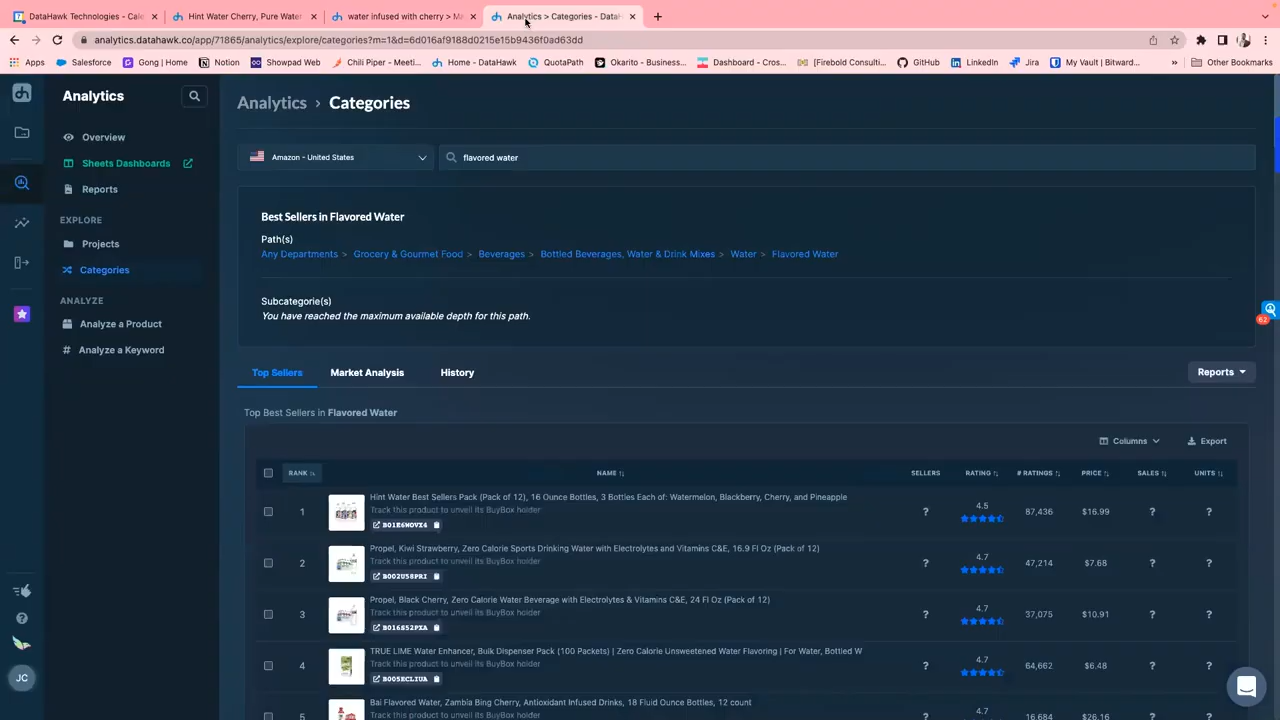 DataHawk Technologies - Cale
Hint Water Cherry, Pure Water
water infused with cherry > Ma
Analytics > Categories - DataH
analytics.datahawk.co/app/71865/analytics/explore/categories?m=1&d=6d016af9188d0215e15b9436f0ad63dd
Apps
Salesforce
Gong | Home
Notion
Showpad Web
Chili Piper - Meeti...
Home - DataHawk
QuotaPath
Okarito - Business...
Dashboard - Cros...
[Firebold Consulti...
GitHub
LinkedIn
Jira
My Vault | Bitward...
»
Other Bookmarks
Analytics
Overview
Sheets Dashboards
Reports
EXPLORE
Projects
Categories
ANALYZE
Analyze a Product
# Analyze a Keyword
JC
Analytics > Categories
Amazon - United States
flavored water
Best Sellers in Flavored Water
Path(s)
Any Departments > Grocery & Gourmet Food > Beverages > Bottled Beverages, Water & Drink Mixes > Water > Flavored Water
Subcategorie(s)
You have reached the maximum available depth for this path.
62
Top Sellers
Market Analysis
History
Reports
Top Best Sellers in Flavored Water
Columns
Export
RANK NAME SELLERS RATING # RATINGS PRICE SALES UNITS
1
Hint Water Best Sellers Pack (Pack of 12), 16 Ounce Bottles, 3 Bottles Each of: Watermelon, Blackberry, Cherry, and Pineapple
Track this product to unveil its BuyBox holder
B01E6WOVZ4
? 4.5 87,436 $16.99 ? ?
2
Propel, Kiwi Strawberry, Zero Calorie Sports Drinking Water with Electrolytes and Vitamins C&E, 16.9 Fl Oz (Pack of 12)
Track this product to unveil its BuyBox holder
B002U58PRI
? 4.7 47,214 $7.68 ? ?
3
Propel, Black Cherry, Zero Calorie Water Beverage with Electrolytes & Vitamins C&E, 24 Fl Oz (Pack of 12)
Track this product to unveil its BuyBox holder
B016S52PZA
? 4.7 37,075 $10.91 ? ?
4
TRUE LIME Water Enhancer, Bulk Dispenser Pack (100 Packets) | Zero Calorie Unsweetened Water Flavoring | For Water, Bottled W
Track this product to unveil its BuyBox holder
B005ECLIUA
? 4.7 64,662 $6.48 ? ?
5
Bai Flavored Water, Zambia Bing Cherry, Antioxidant Infused Drinks, 18 Fluid Ounce Bottles, 12 count
16,684 $26.16